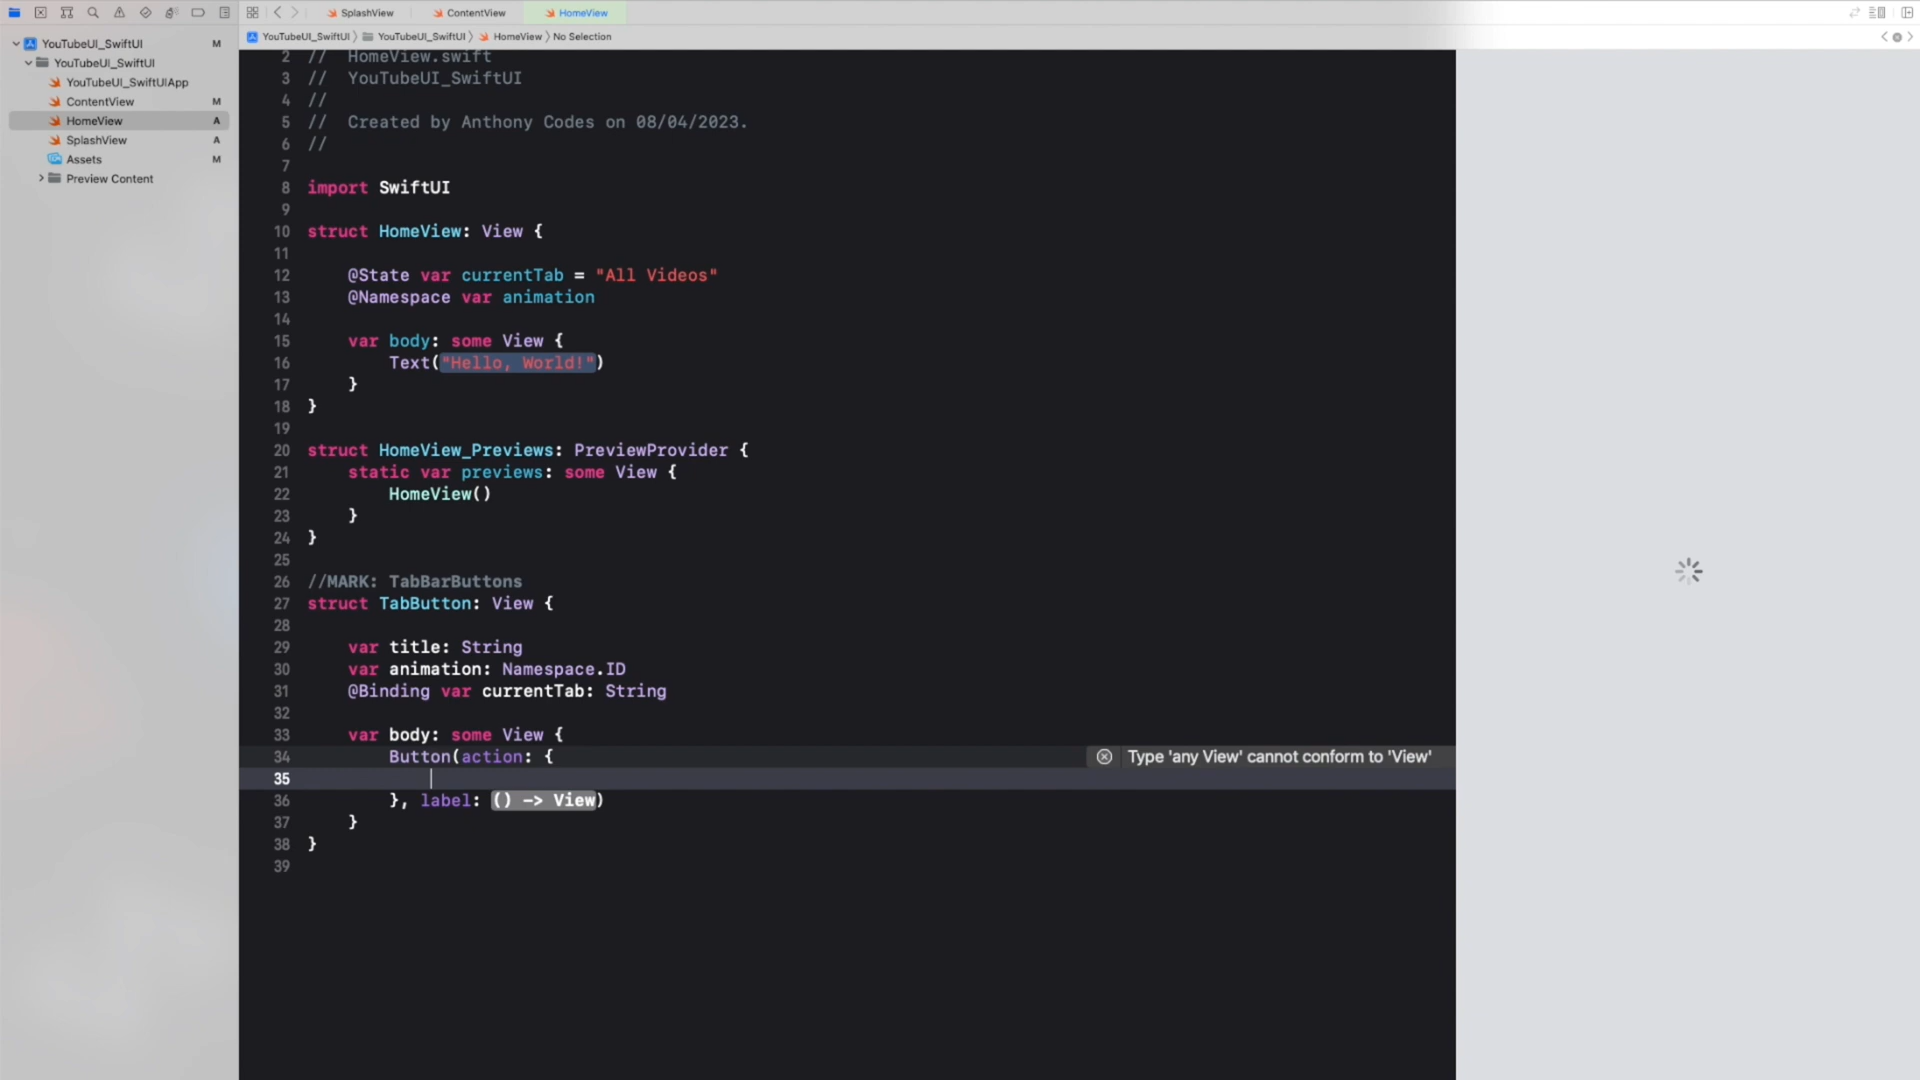 SplashView
ContentView
HomeView
YouTubeUI_SwiftUI M
YouTubeUI_SwiftUI
YouTubeUI_SwiftUIApp
ContentView M
HomeView A
SplashView A
Assets M
Preview Content
YouTubeUI_SwiftUI 〉 YouTubeUI_SwiftUI 〉 HomeView 〉 No Selection
2 //  HomeView.swift
3 //  YouTubeUI_SwiftUI
4 //
5 //  Created by Anthony Codes on 08/04/2023.
6 //
7
8 import SwiftUI
9
10 struct HomeView: View {
11
12     @State var currentTab = "All Videos"
13     @Namespace var animation
14
15     var body: some View {
16         Text("Hello, World!")
17     }
18 }
19
20 struct HomeView_Previews: PreviewProvider {
21     static var previews: some View {
22         HomeView()
23     }
24 }
25
26 //MARK: TabBarButtons
27 struct TabButton: View {
28
29     var title: String
30     var animation: Namespace.ID
31     @Binding var currentTab: String
32
33     var body: some View {
34         Button(action: { Type 'any View' cannot conform to 'View'
35
36         }, label: () -> View)
37     }
38 }
39